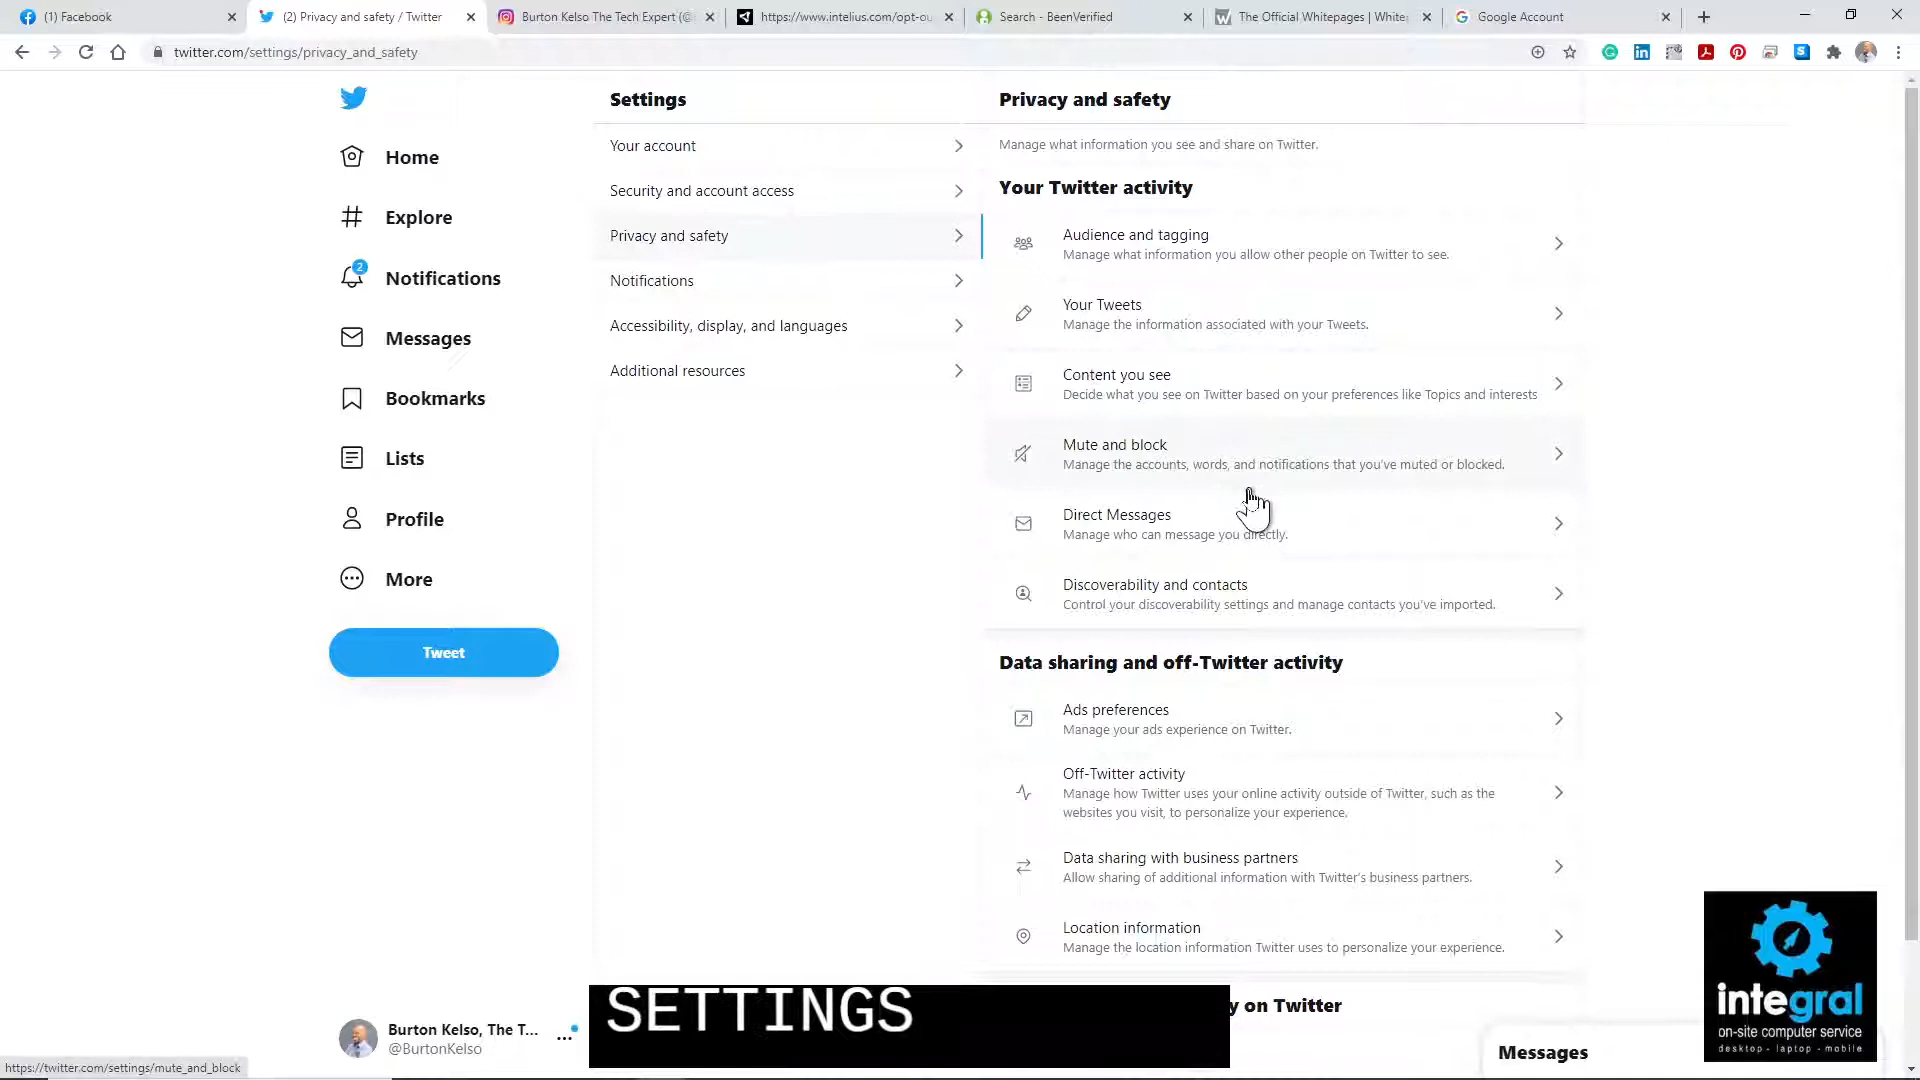 (1) Facebook
(2) Privacy and safety / Twitter
Burton Kelso The Tech Expert (@
https://www.intelius.com/opt-ou
Search - BeenVerified
The Official Whitepages | White
Google Account
twitter.com/settings/privacy_and_safety
Home
Explore
2
Notifications
Messages
Bookmarks
Lists
Profile
More
Tweet
Burton Kelso, The T...
@BurtonKelso
Settings
Your account
Security and account access
Privacy and safety
Notifications
Accessibility, display, and languages
Additional resources
Privacy and safety
Manage what information you see and share on Twitter.
Your Twitter activity
Audience and tagging
Manage what information you allow other people on Twitter to see.
Your Tweets
Manage the information associated with your Tweets.
Content you see
Decide what you see on Twitter based on your preferences like Topics and interests
Mute and block
Manage the accounts, words, and notifications that you've muted or blocked.
Direct Messages
Manage who can message you directly.
Discoverability and contacts
Control your discoverability settings and manage contacts you've imported.
Data sharing and off-Twitter activity
Ads preferences
Manage your ads experience on Twitter.
Off-Twitter activity
Manage how Twitter uses your online activity outside of Twitter, such as the
websites you visit, to personalize your experience.
Data sharing with business partners
Allow sharing of additional information with Twitter's business partners.
Location information
Manage the location information Twitter uses to personalize your experience.
y on Twitter
SETTINGS
Messages
integral
on-site computer service
desktop - laptop - mobile
https://twitter.com/settings/mute_and_block